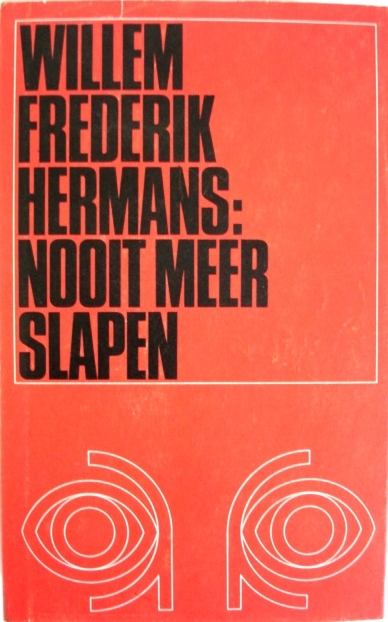 WILLEM
FREDERIK
HERMANS:
NOOIT MEER
SLAPEN